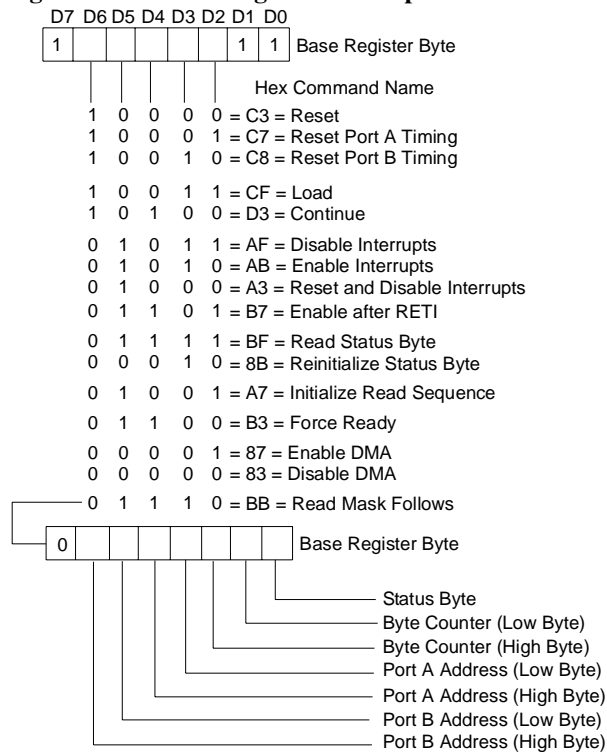 D7 D6 D5 D4 D3 D2 D1 D0
1 1 1 Base Register Byte
Hex Command Name
1 0 0 0 0 = C3 = Reset
1 0 0 0 1 = C7 = Reset Port A Timing
1 0 0 1 0 = C8 = Reset Port B Timing
1 0 0 1 1 = CF = Load
1 0 1 0 0 = D3 = Continue
0 1 0 1 1 = AF = Disable Interrupts
0 1 0 1 0 = AB = Enable Interrupts
0 1 0 0 0 = A3 = Reset and Disable Interrupts
0 1 1 0 1 = B7 = Enable after RETI
0 1 1 1 1 = BF = Read Status Byte
0 0 0 1 0 = 8B = Reinitialize Status Byte
0 1 0 0 1 = A7 = Initialize Read Sequence
0 1 1 0 0 = B3 = Force Ready
0 0 0 0 1 = 87 = Enable DMA
0 0 0 0 0 = 83 = Disable DMA
0 1 1 1 0 = BB = Read Mask Follows
0 Base Register Byte
Status Byte
Byte Counter (Low Byte)
Byte Counter (High Byte)
Port A Address (Low Byte)
Port A Address (High Byte)
Port B Address (Low Byte)
Port B Address (High Byte)